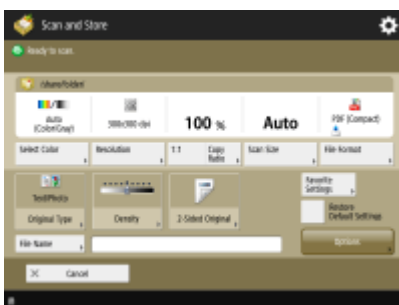 Scan and Store
Ready to scan.
/share/folder/
Auto
(Color/Gray)
300x300 dpi
100 %
Auto
PDF (Compact)
Select Color
Resolution
1:1
Copy
Ratio
Scan Size
File Format
Text/Photo
Original Type
Density
2-Sided Original
Favorite
Settings
Restore
Default Settings
File Name
Options
Cancel